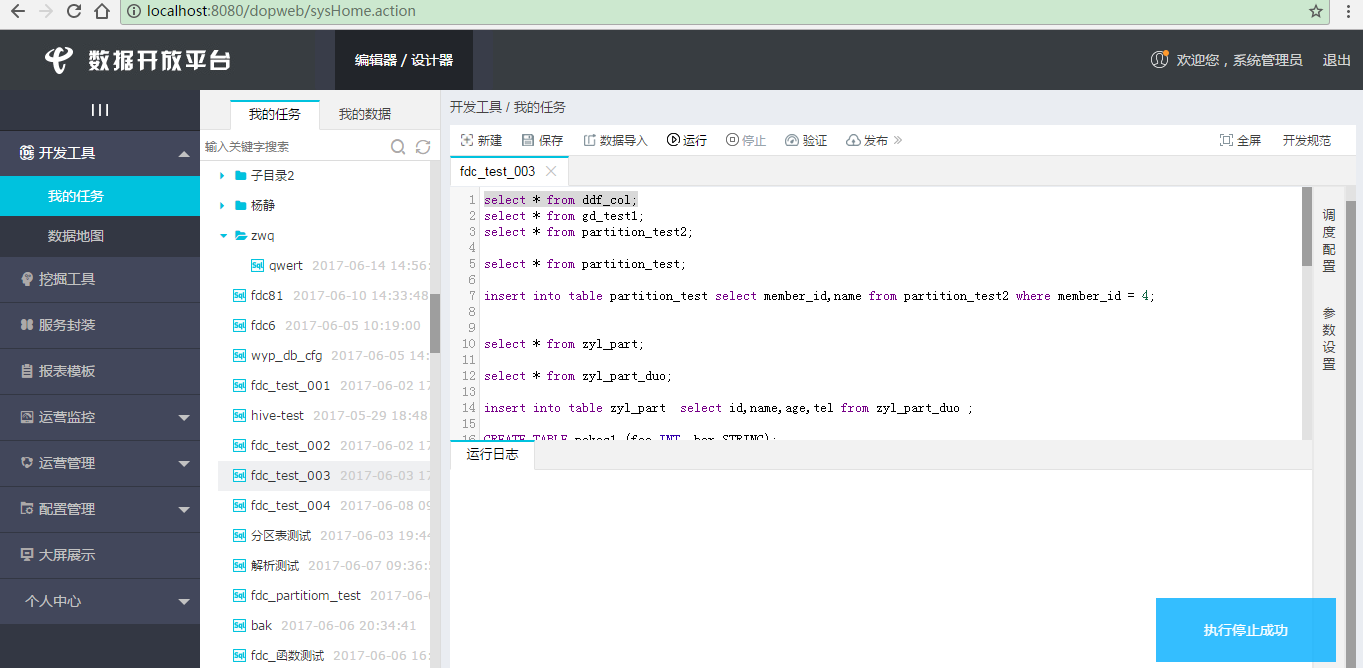 localhost:8080/dopweb/sysHome.action
数据开放平台
编辑器 / 设计器
欢迎您，系统管理员 退出
开发工具
我的任务
数据地图
挖掘工具
服务封装
报表模板
运营监控
运营管理
配置管理
大屏展示
个人中心
我的任务 我的数据
输入关键字搜索
子目录2
杨静
zwq
qwert 2017-06-14 14:56:
fdc81 2017-06-10 14:33:48
fdc6 2017-06-05 10:19:00
wyp_db_cfg 2017-06-05 14:
fdc_test_001 2017-06-02 17
hive-test 2017-05-29 18:48
fdc_test_002 2017-06-02 17
fdc_test_003 2017-06-03 17
fdc_test_004 2017-06-08 09
分区表测试 2017-06-03 19:44
解析测试 2017-06-07 09:36:
fdc_partitiom_test 2017-06-
bak 2017-06-06 20:34:41
fdc_函数测试 2017-06-06 16:
开发工具 / 我的任务
新建 保存 数据导入 运行 停止 验证 发布 全屏 开发规范
fdc_test_003
1 select * from ddf_col;
2 select * from gd_test1;
3 select * from partition_test2;
4
5 select * from partition_test;
6
7 insert into table partition_test select member_id,name from partition_test2 where member_id = 4;
8
9
10 select * from zyl_part;
11
12 select * from zyl_part_duo;
13
14 insert into table zyl_part  select id,name,age,tel from zyl_part_duo ;
15
16 CREATE TABLE pokes1 (foo INT, bar STRING);
调度配置
参数设置
运行日志
执行停止成功